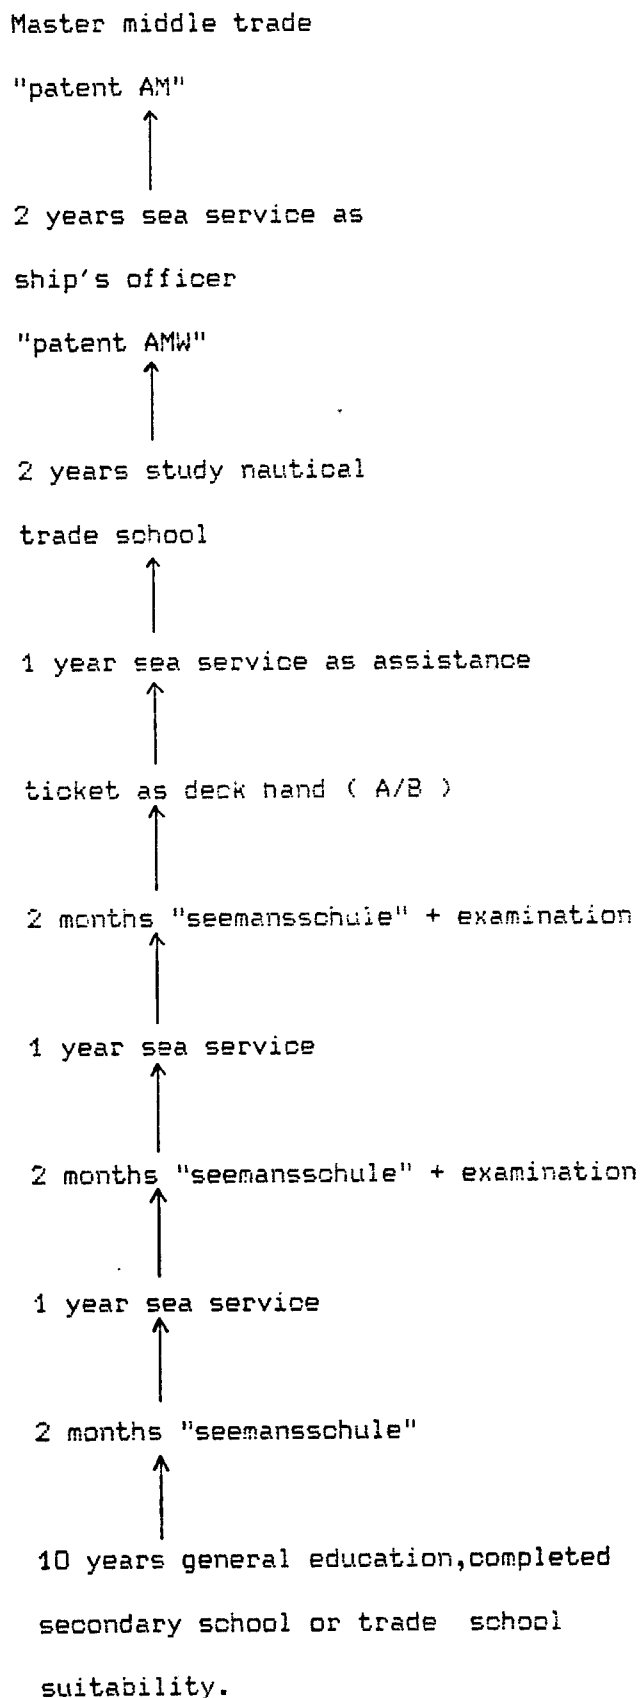 Master middle trade
"patent AM"
2 years sea service as
ship's officer
"patent AMW"
2 years study nautical
trade school
1 year sea service as assistance
ticket as deck hand ( A/B )
2 months "seemansschule" + examination
1 year sea service
2 months "seemansschule" + examination
1 year sea service
2 months "seemansschule"
10 years general education,completed
secondary school or trade school
suitability.